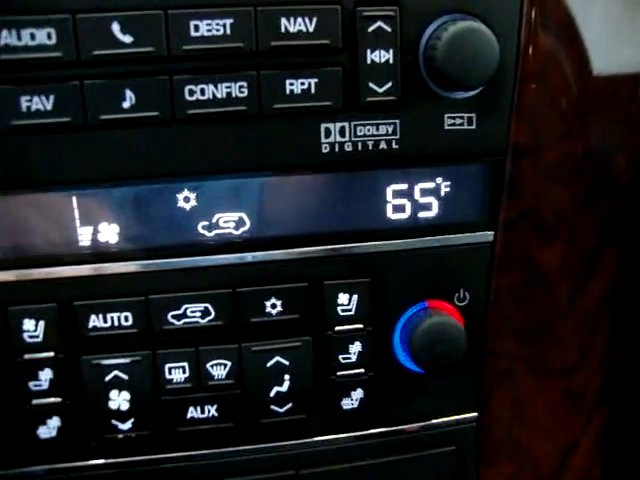 AUDIO DEST NAV
FAV CONFIG RPT
DOLBY
DIGITAL
65°F
AUTO
AUX